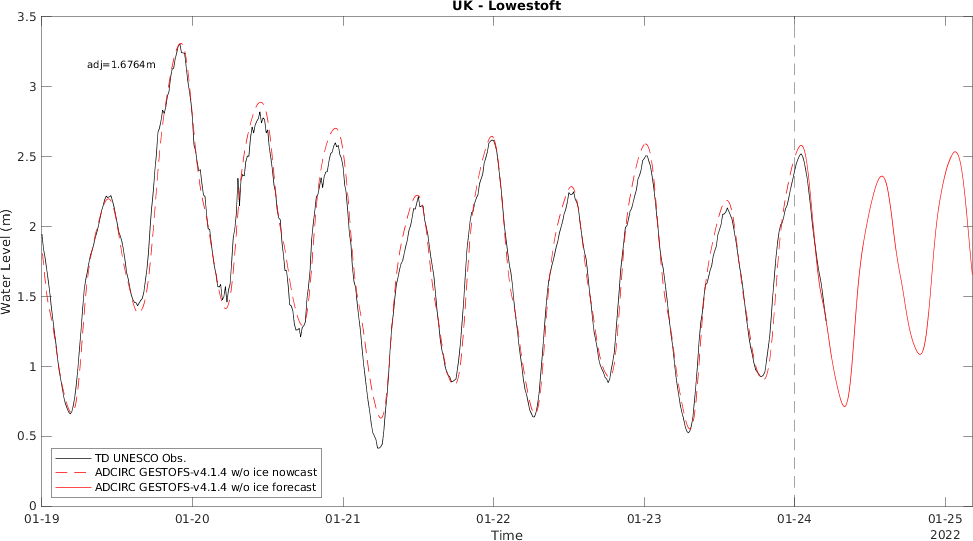 UK - Lowestoft
3.5
3
2.5
2
1.5
1
0.5
0
Water Level (m)
adj=1.6764m
TD UNESCO Obs.
ADCIRC GESTOFS-v4.1.4 w/o ice nowcast
ADCIRC GESTOFS-v4.1.4 w/o ice forecast
01-19 01-20 01-21 01-22 01-23 01-24 01-25
Time
2022